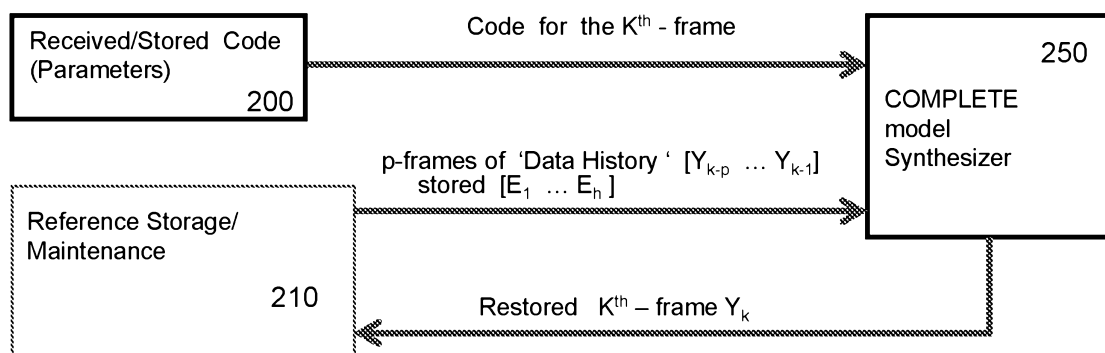 Code for the Kth - frame
Received/Stored Code
(Parameters)
200
250
COMPLETE
model
Synthesizer
p-frames of ‘Data History ‘ [Yk-p … Yk-1]
stored [E1 … Eh ]
Reference Storage/
Maintenance
210
Restored Kth – frame Yk